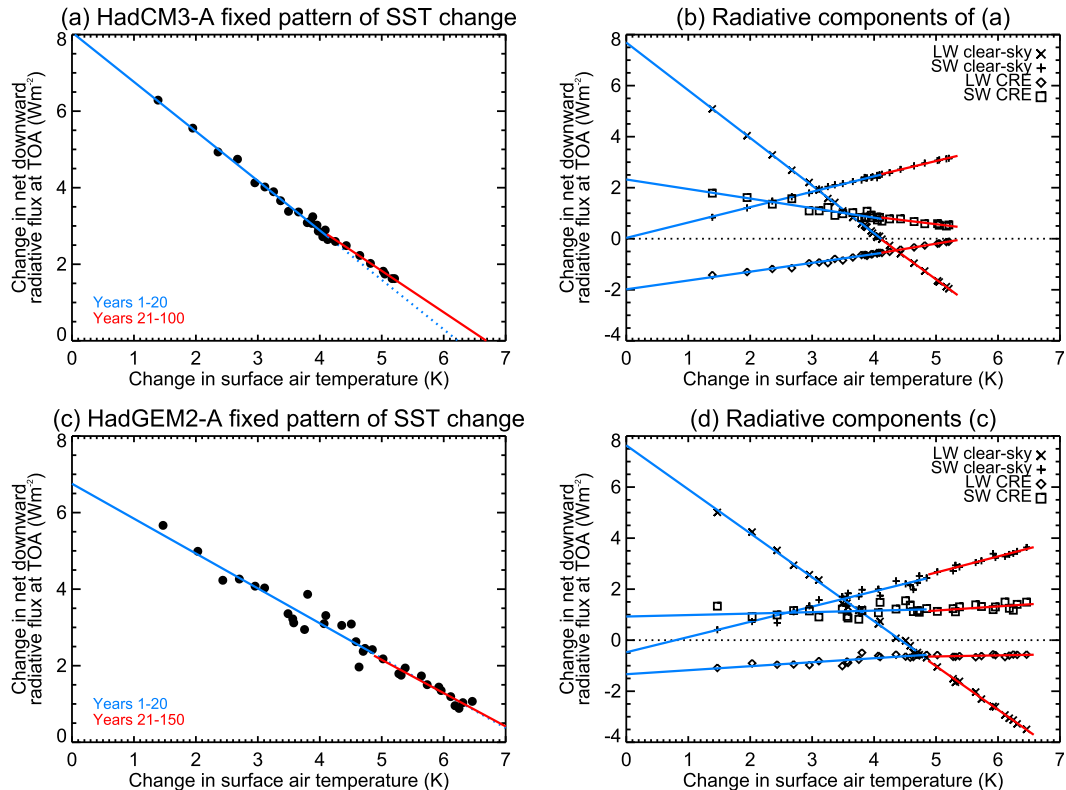 (a) HadCM3-A fixed pattern of SST change
Change in net downward
radiative flux at TOA (Wm-2)
8
6
4
2
0
Years 1-20
Years 21-100
0 1 2 3 4 5 6 7
Change in surface air temperature (K)
(b) Radiative components of (a)
Change in net downward
radiative flux at TOA (Wm-2)
8
6
4
2
0
-2
-4
LW clear-sky
SW clear-sky
LW CRE
SW CRE
0 1 2 3 4 5 6 7
Change in surface air temperature (K)
(c) HadGEM2-A fixed pattern of SST change
Change in net downward
radiative flux at TOA (Wm-2)
8
6
4
2
0
Years 1-20
Years 21-150
0 1 2 3 4 5 6 7
Change in surface air temperature (K)
(d) Radiative components (c)
Change in net downward
radiative flux at TOA (Wm-2)
8
6
4
2
0
-2
-4
LW clear-sky
SW clear-sky
LW CRE
SW CRE
0 1 2 3 4 5 6 7
Change in surface air temperature (K)